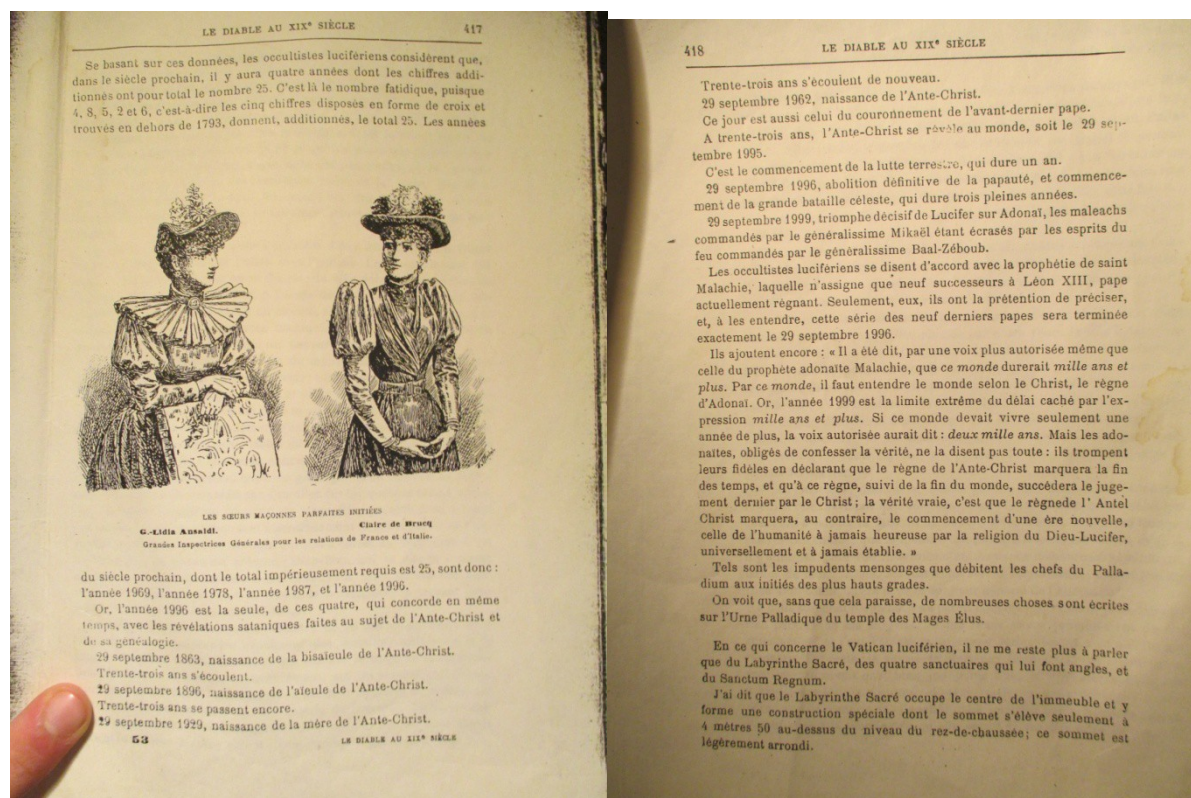 LE DIABLE AU XIXᵉ SIÈCLE 417
Se basant sur ces données, les occultistes lucifériens considèrent que,
dans le siècle prochain, il y aura quatre années dont les chiffres addi-
tionnés ont pour total le nombre 25. C'est là le nombre fatidique, puisque
4, 8, 5, 2 et 6, c'est-à-dire les cinq chiffres disposés en forme de croix et
trouvés en dehors de 1793, donnent, additionnés, le total 25. Les années
LES SŒURS MAÇONNES PARFAITES INITIÉES
G.-Lidia Ansaldi. Claire de Drucq
Grandes Inspectrices Générales pour les relations de France et d'Italie.
du siècle prochain, dont le total impérieusement requis est 25, sont donc :
l'année 1969, l'année 1978, l'année 1987, et l'année 1996.
Or, l'année 1996 est la seule, de ces quatre, qui concorde en même
temps, avec les révélations sataniques faites au sujet de l'Ante-Christ et
de sa généalogie.
29 septembre 1863, naissance de la bisaïeule de l'Ante-Christ.
Trente-trois ans s'écoulent.
29 septembre 1896, naissance de l'aïeule de l'Ante-Christ.
Trente-trois ans se passent encore.
29 septembre 1929, naissance de la mère de l'Ante-Christ.
53 LE DIABLE AU XIXᵉ SIÈCLE
418 LE DIABLE AU XIXᵉ SIÈCLE
Trente-trois ans s'écoulent de nouveau.
29 septembre 1962, naissance de l'Ante-Christ.
Ce jour est aussi celui du couronnement de l'avant-dernier pape.
A trente-trois ans, l'Ante-Christ se révèle au monde, soit le 29 sep-
tembre 1995.
C'est le commencement de la lutte terrestre, qui dure un an.
29 septembre 1996, abolition définitive de la papauté, et commence-
ment de la grande bataille céleste, qui dure trois pleines années.
29 septembre 1999, triomphe décisif de Lucifer sur Adonaï, les maleachs
commandés par le généralissime Mikaël étant écrasés par les esprits du
feu commandés par le généralissime Baal-Zéboub.
Les occultistes lucifériens se disent d'accord avec la prophétie de saint
Malachie, laquelle n'assigne que neuf successeurs à Léon XIII, pape
actuellement régnant. Seulement, eux, ils ont la prétention de préciser,
et, à les entendre, cette série des neuf derniers papes sera terminée
exactement le 29 septembre 1996.
Ils ajoutent encore : « Il a été dit, par une voix plus autorisée même que
celle du prophète adonaïte Malachie, que ce monde durerait mille ans et
plus. Par ce monde, il faut entendre le monde selon le Christ, le règne
d'Adonaï. Or, l'année 1999 est la limite extrême du délai caché par l'ex-
pression mille ans et plus. Si ce monde devait vivre seulement une
année de plus, la voix autorisée aurait dit : deux mille ans. Mais les ado-
naïtes, obligés de confesser la vérité, ne la disent pas toute : ils trompent
leurs fidèles en déclarant que le règne de l'Ante-Christ marquera la fin
des temps, et qu'à ce règne, suivi de la fin du monde, succédera le juge-
ment dernier par le Christ ; la vérité vraie, c'est que le règnede l' Antel
Christ marquera, au contraire, le commencement d'une ère nouvelle,
celle de l'humanité à jamais heureuse par la religion du Dieu-Lucifer,
universellement et à jamais établie. »
Tels sont les impudents mensonges que débitent les chefs du Palla-
dium aux initiés des plus hauts grades.
On voit que, sans que cela paraisse, de nombreuses choses sont écrites
sur l'Urne Palladique du temple des Mages Élus.
En ce qui concerne le Vatican luciférien, il ne me reste plus à parler
que du Labyrinthe Sacré, des quatre sanctuaires qui lui font angles, et
du Sanctum Regnum.
J'ai dit que le Labyrinthe Sacré occupe le centre de l'immeuble et y
forme une construction spéciale dont le sommet s'élève seulement à
4 mètres 50 au-dessus du niveau du rez-de-chaussée; ce sommet est
légèrement arrondi.